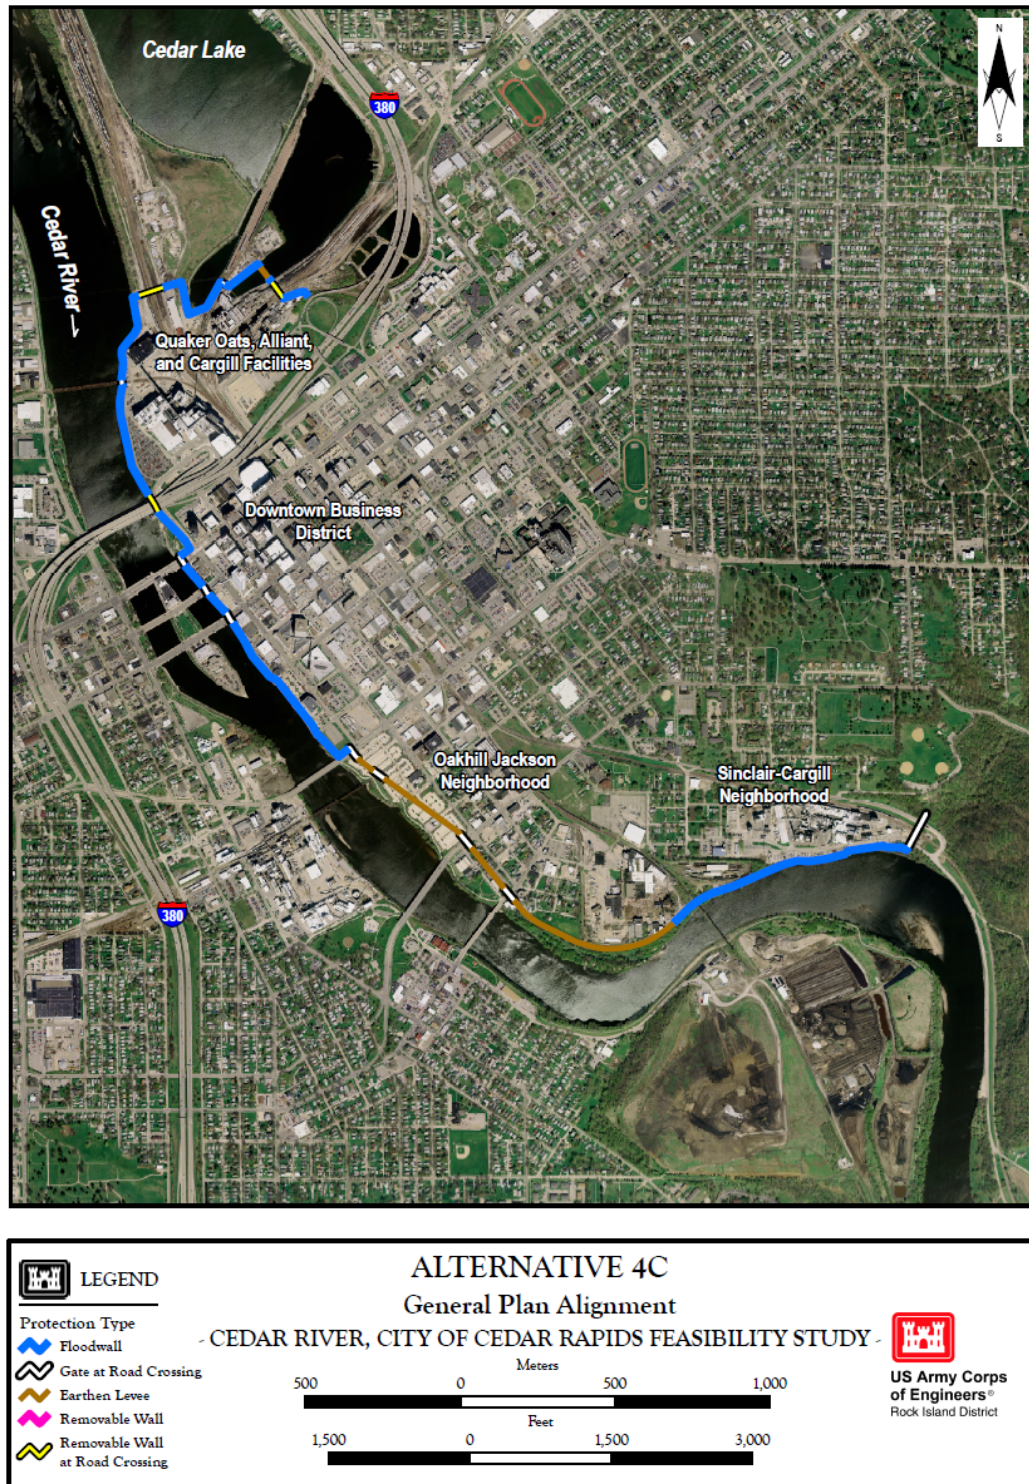 Cedar Lake
N
S
380
Cedar River
Quaker Oats, Alliant,
and Cargill Facilities
Downtown Business
District
Oakhill Jackson
Neighborhood
Sinclair-Cargill
Neighborhood
380
LEGEND
Protection Type
Floodwall
Gate at Road Crossing
Earthen Levee
Removable Wall
Removable Wall
at Road Crossing
ALTERNATIVE 4C
General Plan Alignment
- CEDAR RIVER, CITY OF CEDAR RAPIDS FEASIBILITY STUDY -
Meters
500 0 500 1,000
Feet
1,500 0 1,500 3,000
US Army Corps
of Engineers®
Rock Island District